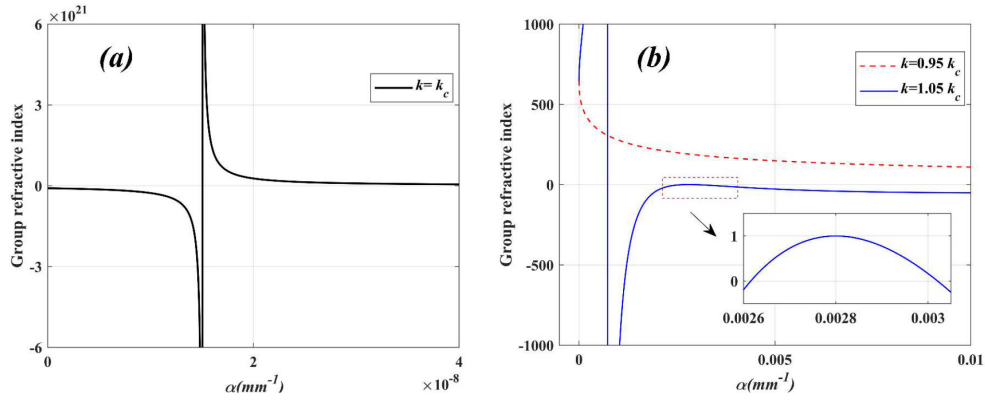 ×10²¹
(a)
6
3
0
-3
-6
Group refractive index
k= k_c
0
2
4
×10⁻⁸
α(mm⁻¹)
(b)
1000
500
0
-500
-1000
Group refractive index
k=0.95 k_c
k=1.05 k_c
1
0
0.0026
0.0028
0.003
0
0.005
0.01
α(mm⁻¹)